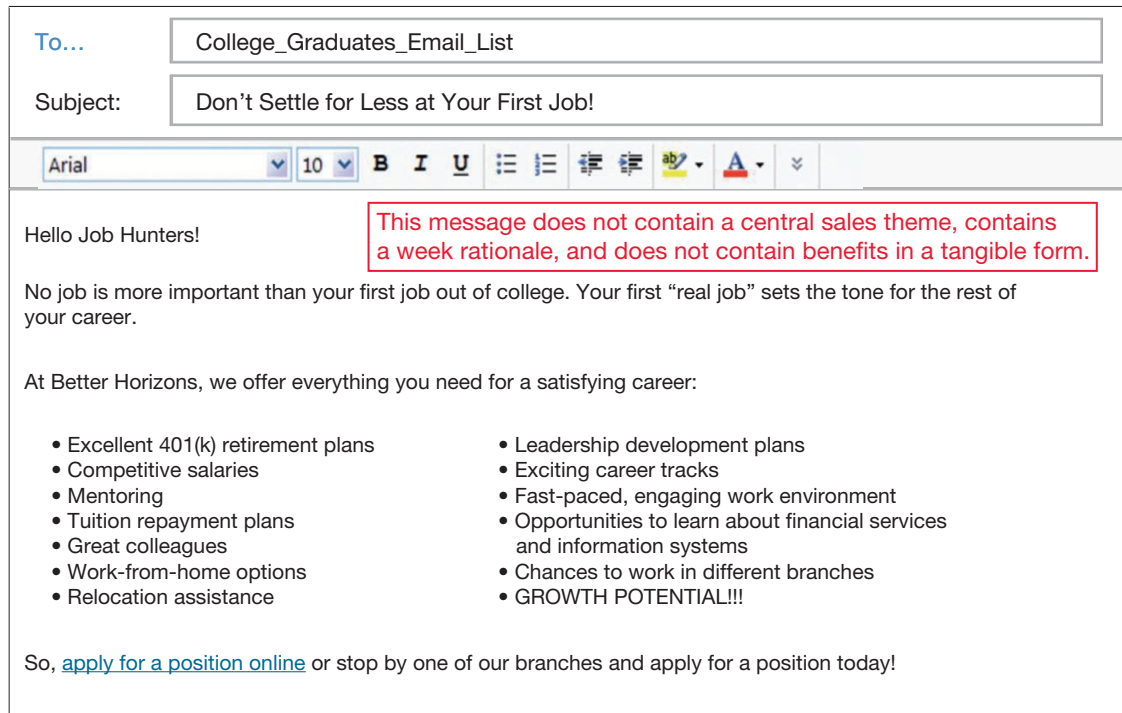 To...
College_Graduates_Email_List
Subject:
Don’t Settle for Less at Your First Job!
Arial
10
B I U
ab
A
Hello Job Hunters!
This message does not contain a central sales theme, contains
a week rationale, and does not contain benefits in a tangible form.
No job is more important than your first job out of college. Your first “real job” sets the tone for the rest of
your career.
At Better Horizons, we offer everything you need for a satisfying career:
• Excellent 401(k) retirement plans
• Competitive salaries
• Mentoring
• Tuition repayment plans
• Great colleagues
• Work-from-home options
• Relocation assistance
• Leadership development plans
• Exciting career tracks
• Fast-paced, engaging work environment
• Opportunities to learn about financial services
and information systems
• Chances to work in different branches
• GROWTH POTENTIAL!!!
So, apply for a position online or stop by one of our branches and apply for a position today!